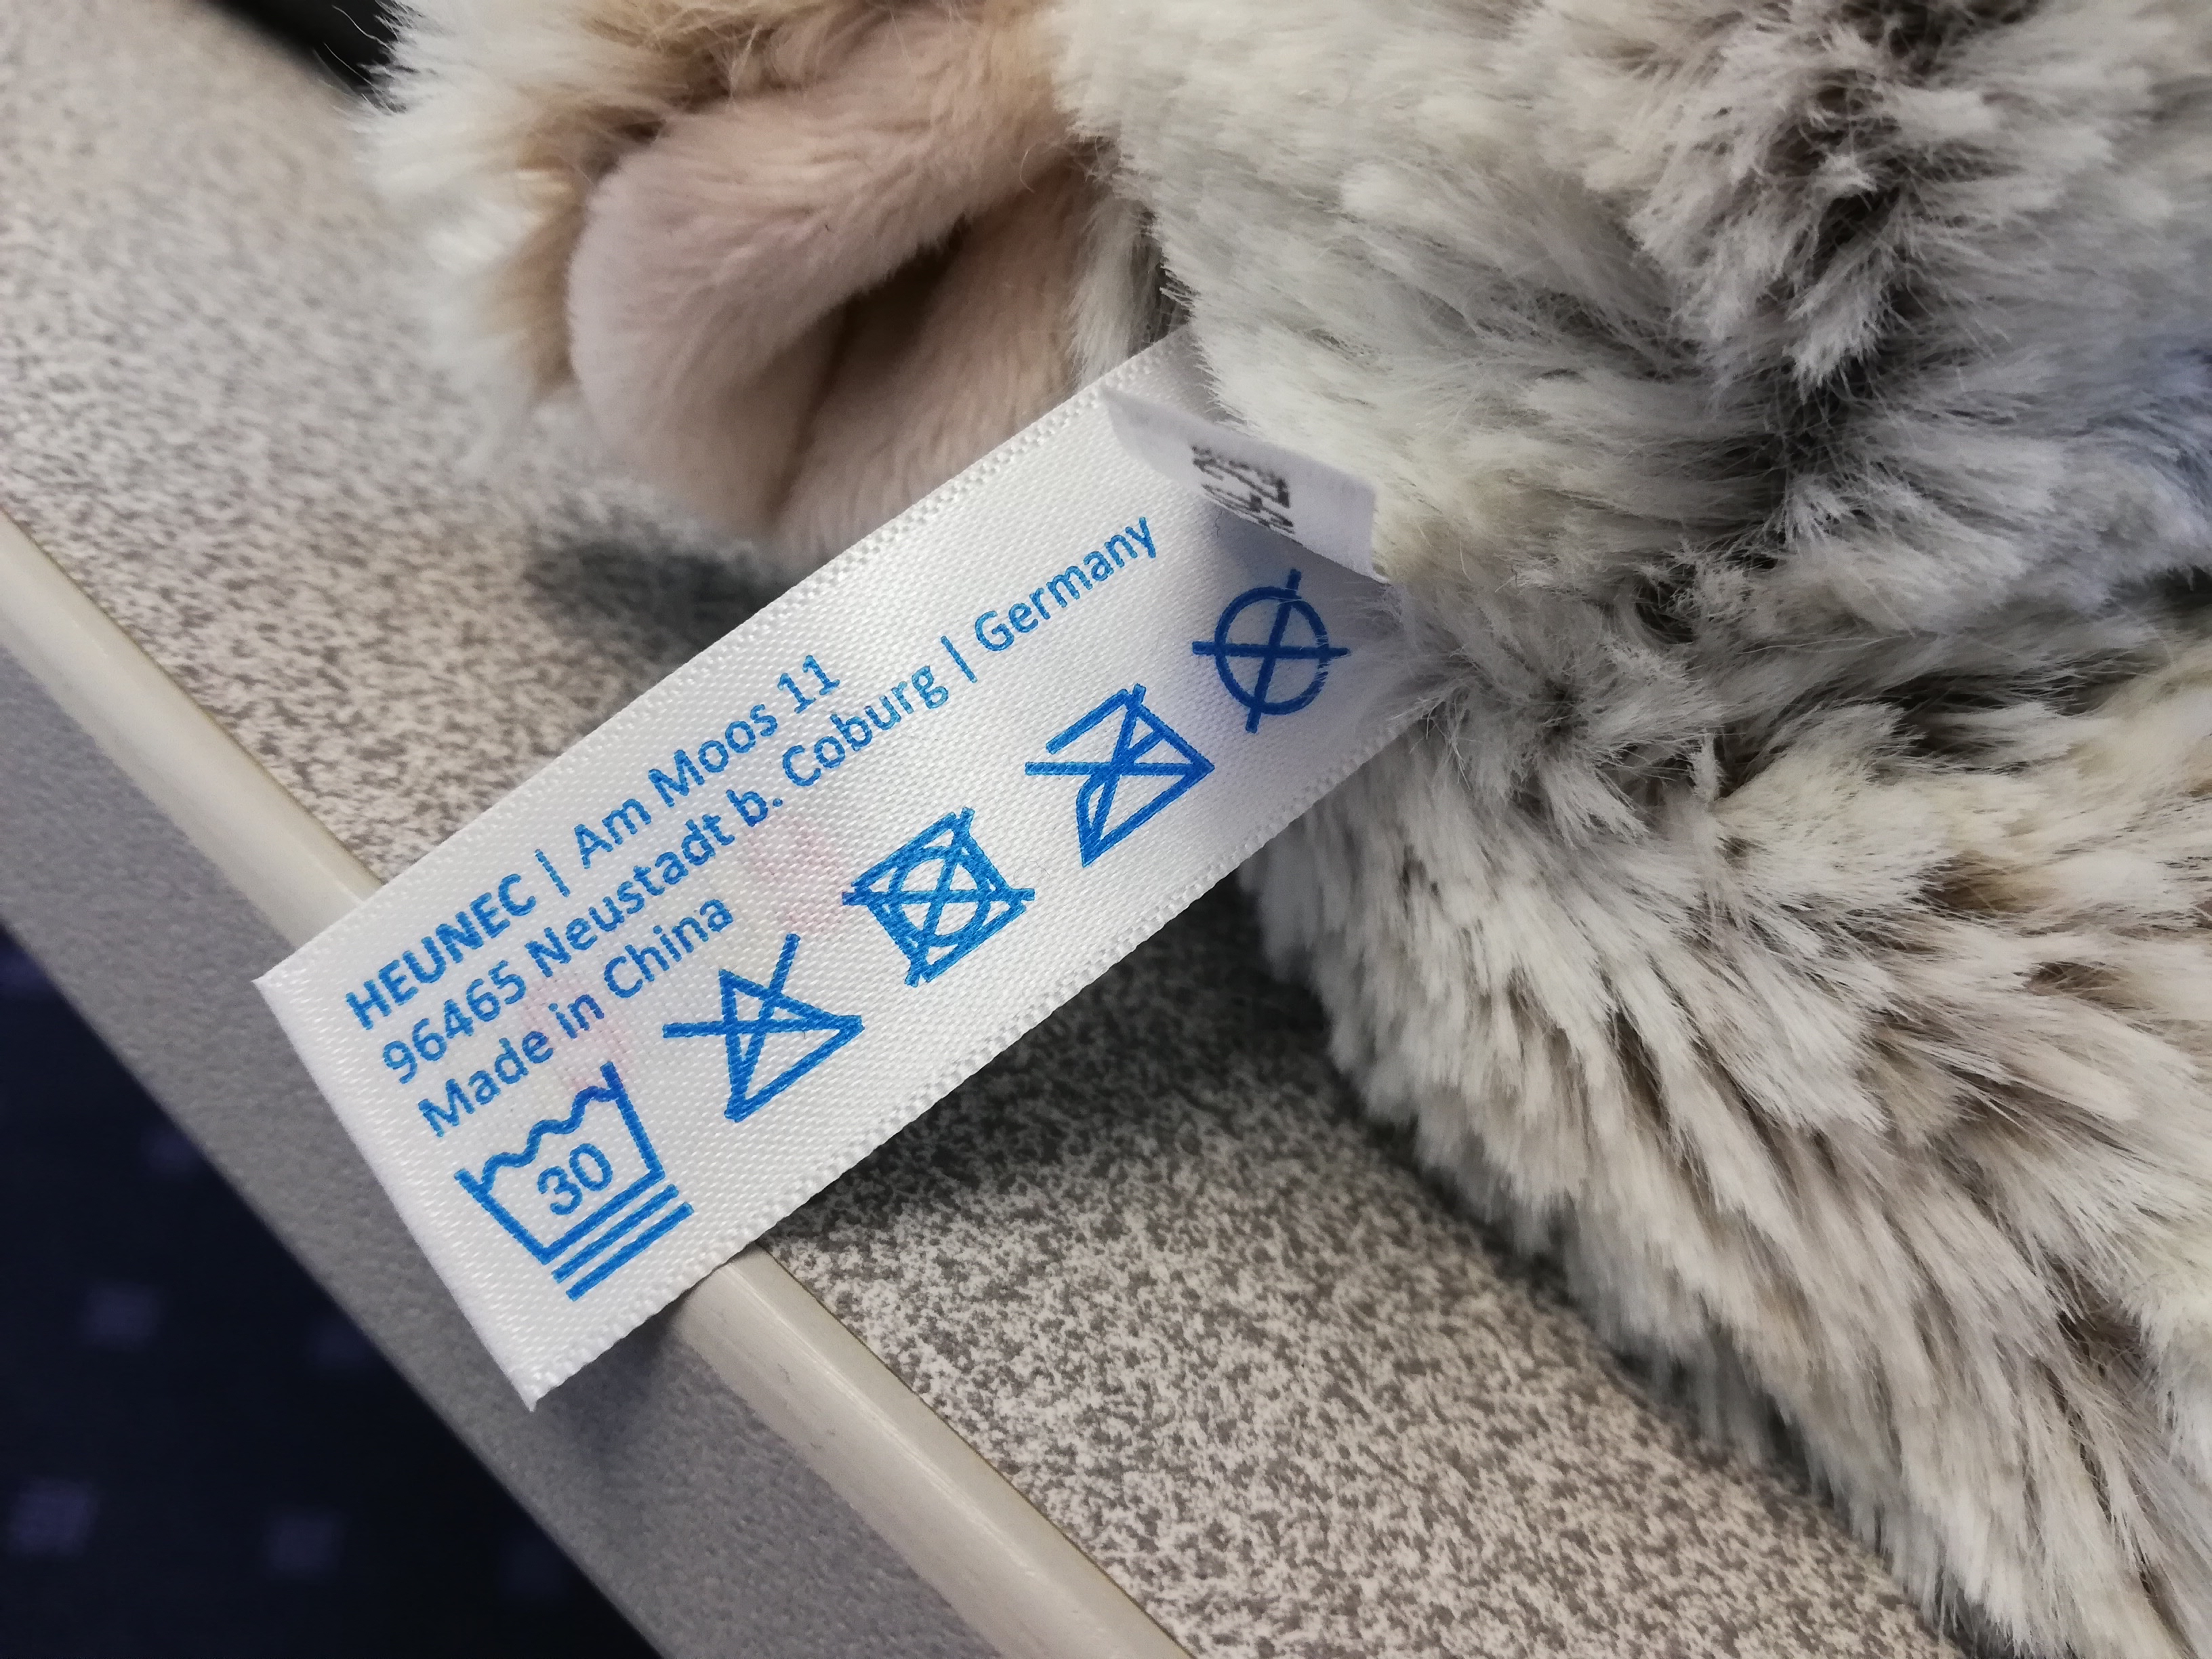 HEUNEC | Am Moos 11
96465 Neustadt b. Coburg | Germany
Made in China
30